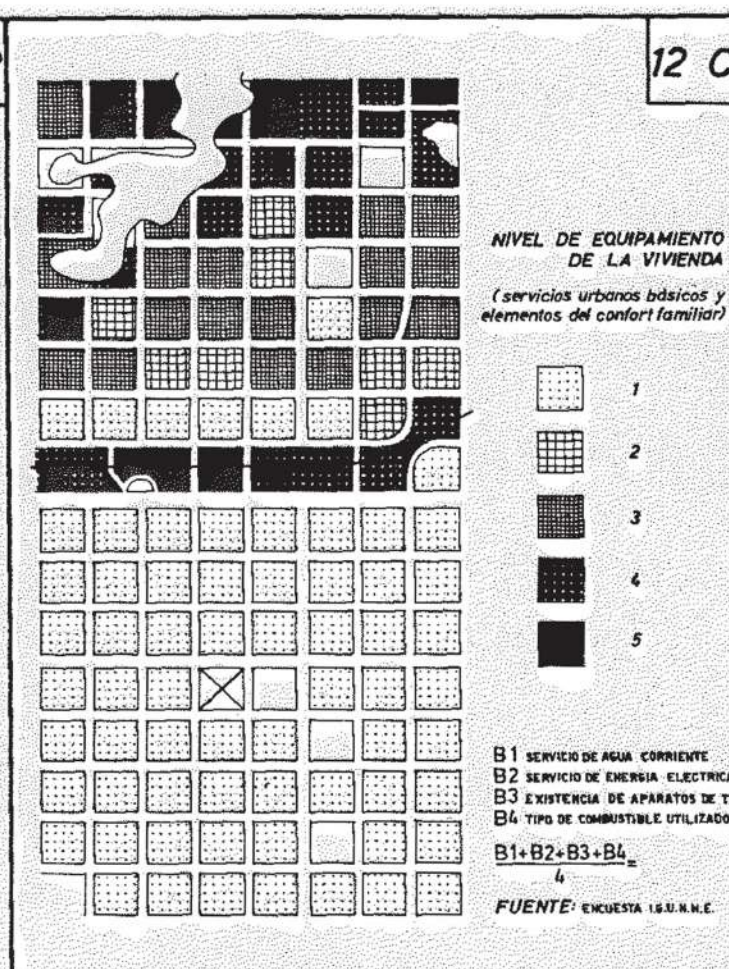 12 C
NIVEL DE EQUIPAMIENTO
DE LA VIVIENDA
(servicios urbanos básicos y
elementos del confort familiar)
1
2
3
4
5
B1 SERVICIO DE AGUA CORRIENTE
B2 SERVICIO DE ENERGIA ELECTRICA
B3 EXISTENCIA DE APARATOS DE T
B4 TIPO DE COMBUSTIBLE UTILIZADO
B1+B2+B3+B4 =
4
FUENTE: ENCUESTA I.G.U.N.N.E.